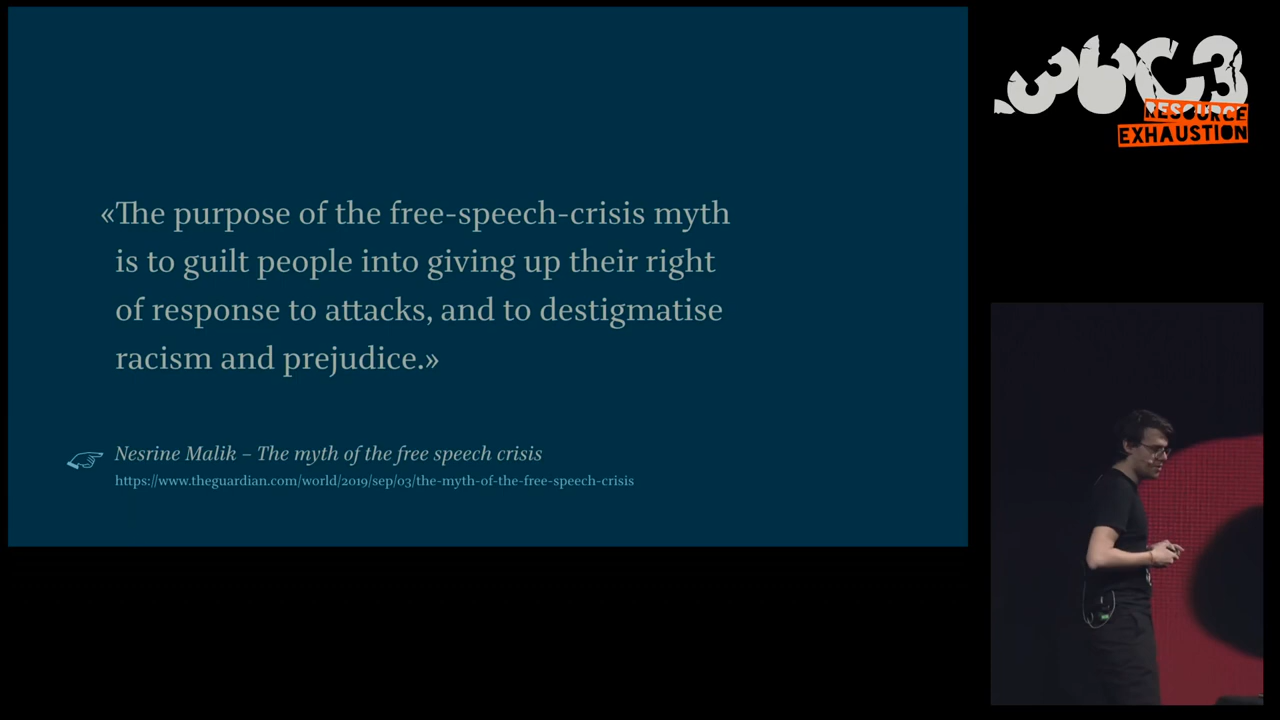 «The purpose of the free-speech-crisis myth
is to guilt people into giving up their right
of response to attacks, and to destigmatise
racism and prejudice.»
Nesrine Malik – The myth of the free speech crisis
https://www.theguardian.com/world/2019/sep/03/the-myth-of-the-free-speech-crisis
36C3
RESOURCE
EXHAUSTION